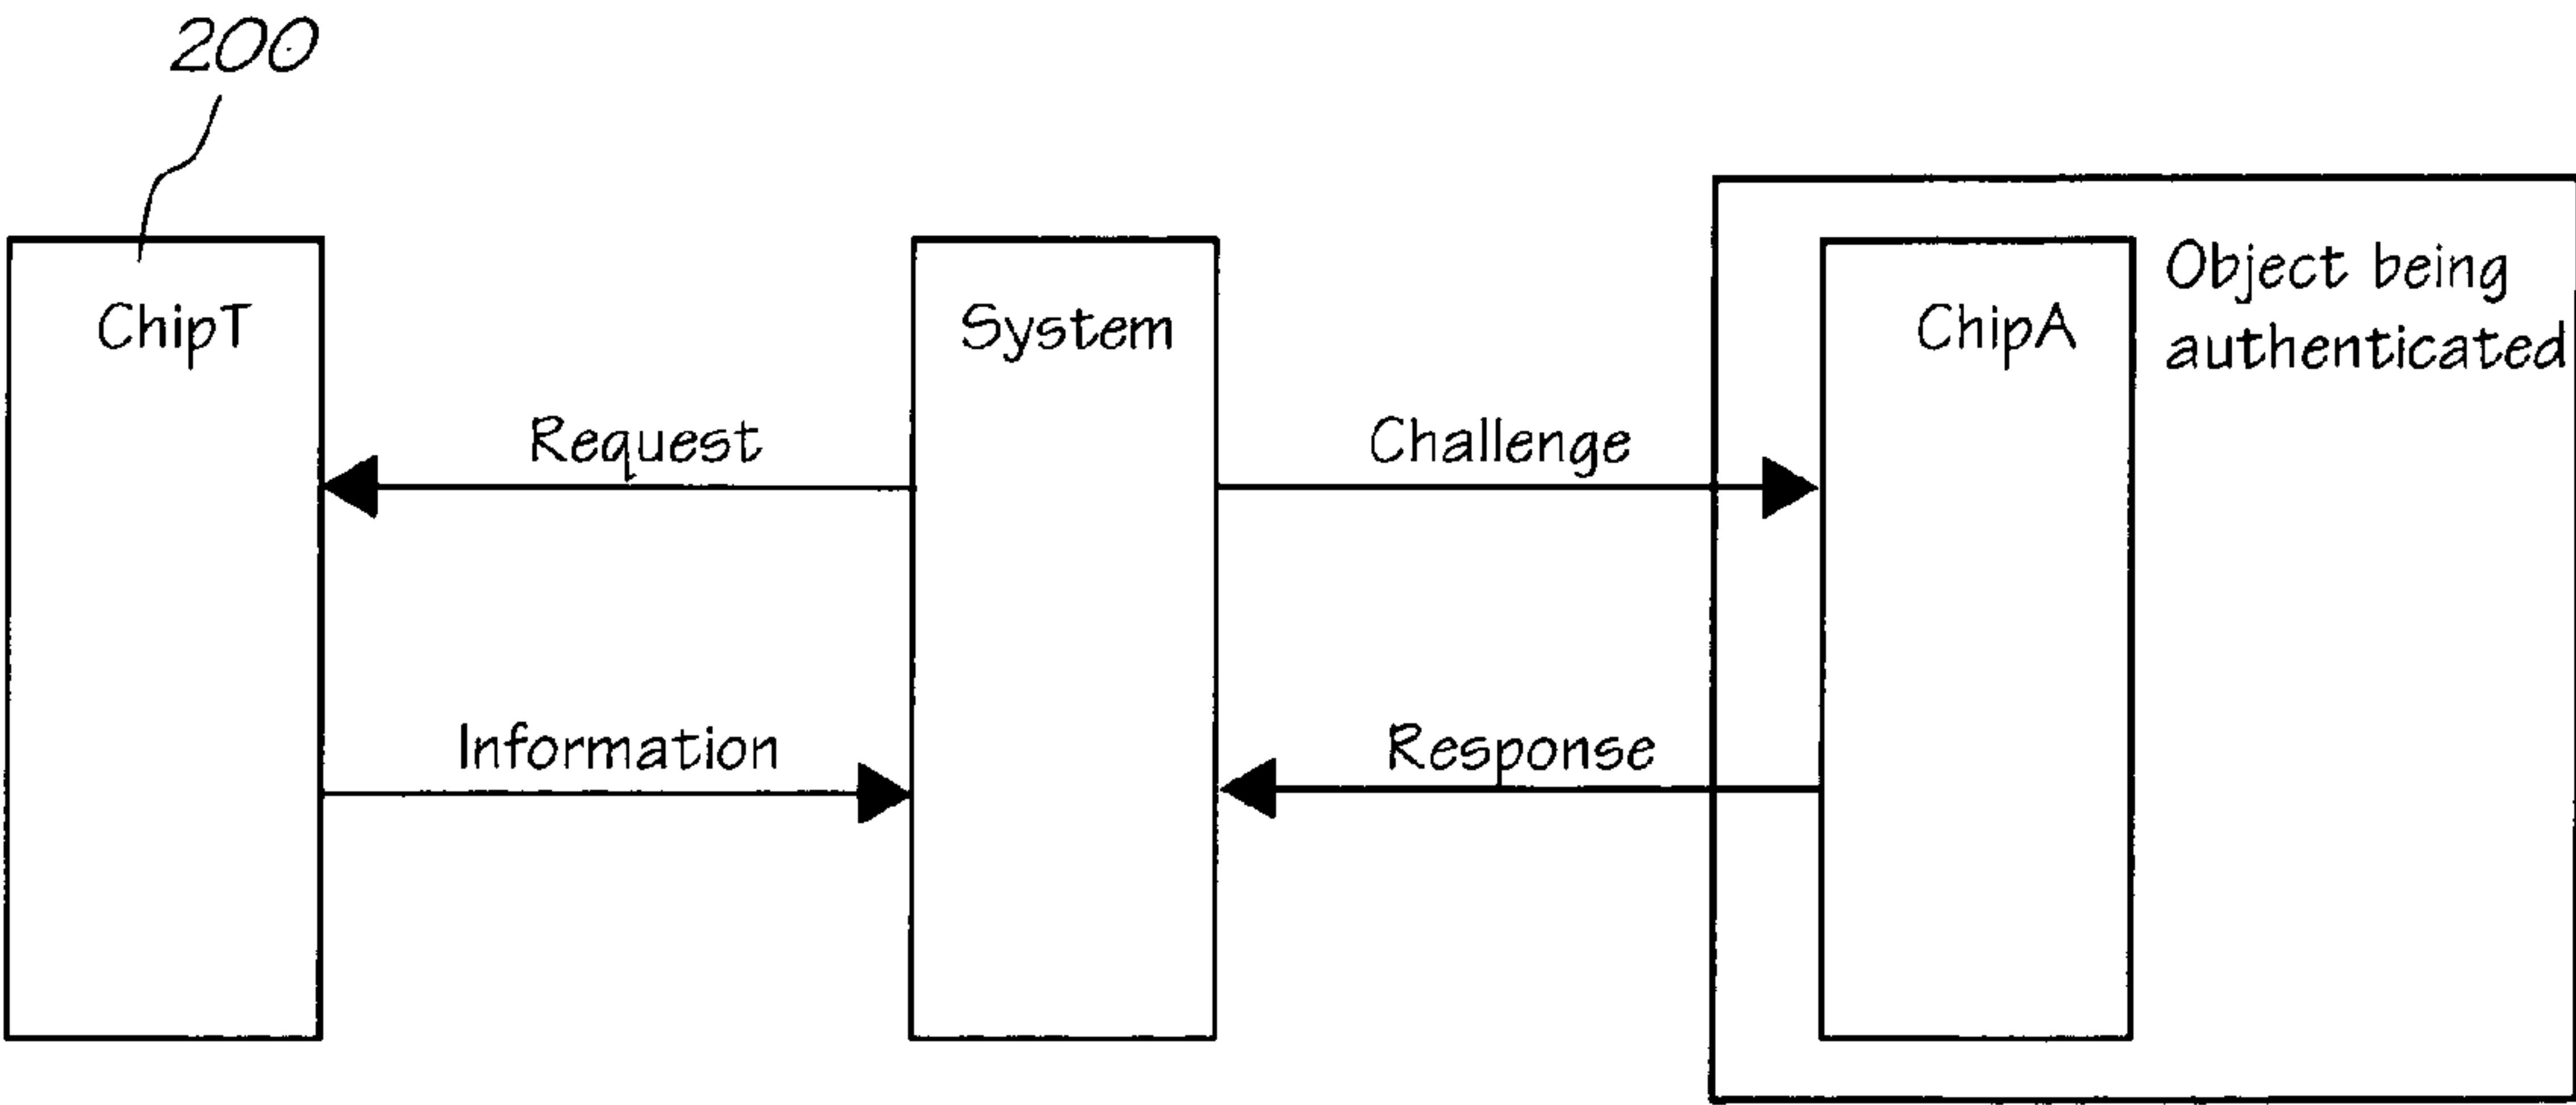 200
ChipT
System
ChipA
Object being
authenticated
Request
Challenge
Information
Response